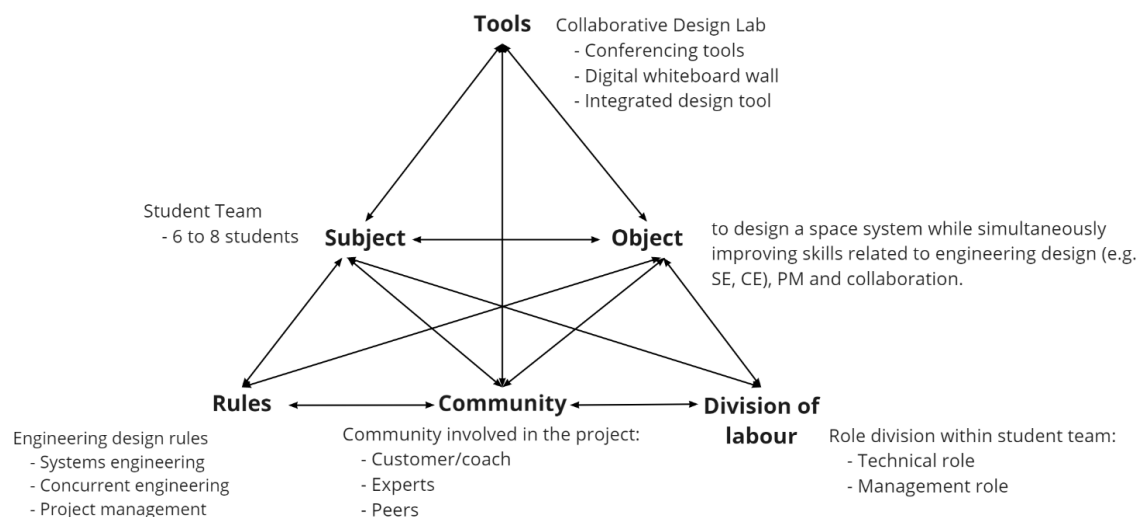 Tools
Collaborative Design Lab
- Conferencing tools
- Digital whiteboard wall
- Integrated design tool
Student Team
- 6 to 8 students
Subject
Object
to design a space system while simultaneously
improving skills related to engineering design (e.g.
SE, CE), PM and collaboration.
Rules
Engineering design rules
- Systems engineering
- Concurrent engineering
- Project management
Community
Community involved in the project:
- Customer/coach
- Experts
- Peers
Division of
labour
Role division within student team:
- Technical role
- Management role